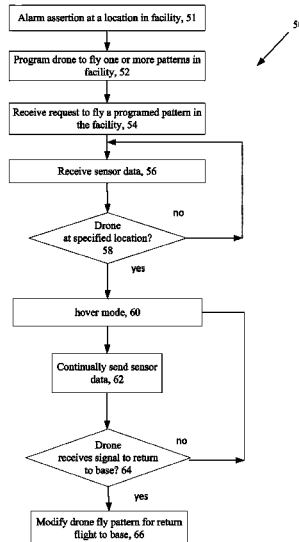 Alarm assertion at a location in facility, 51
Program drone to fly one or more patterns in
facility, 52
Receive request to fly a programed pattern in
the facility, 54
Receive sensor data, 56
no
Drone
at specified location?
58
yes
hover mode, 60
Continually send sensor
data, 62
no
Drone
receives signal to return
to base? 64
yes
Modify drone fly pattern for return
flight to base, 66